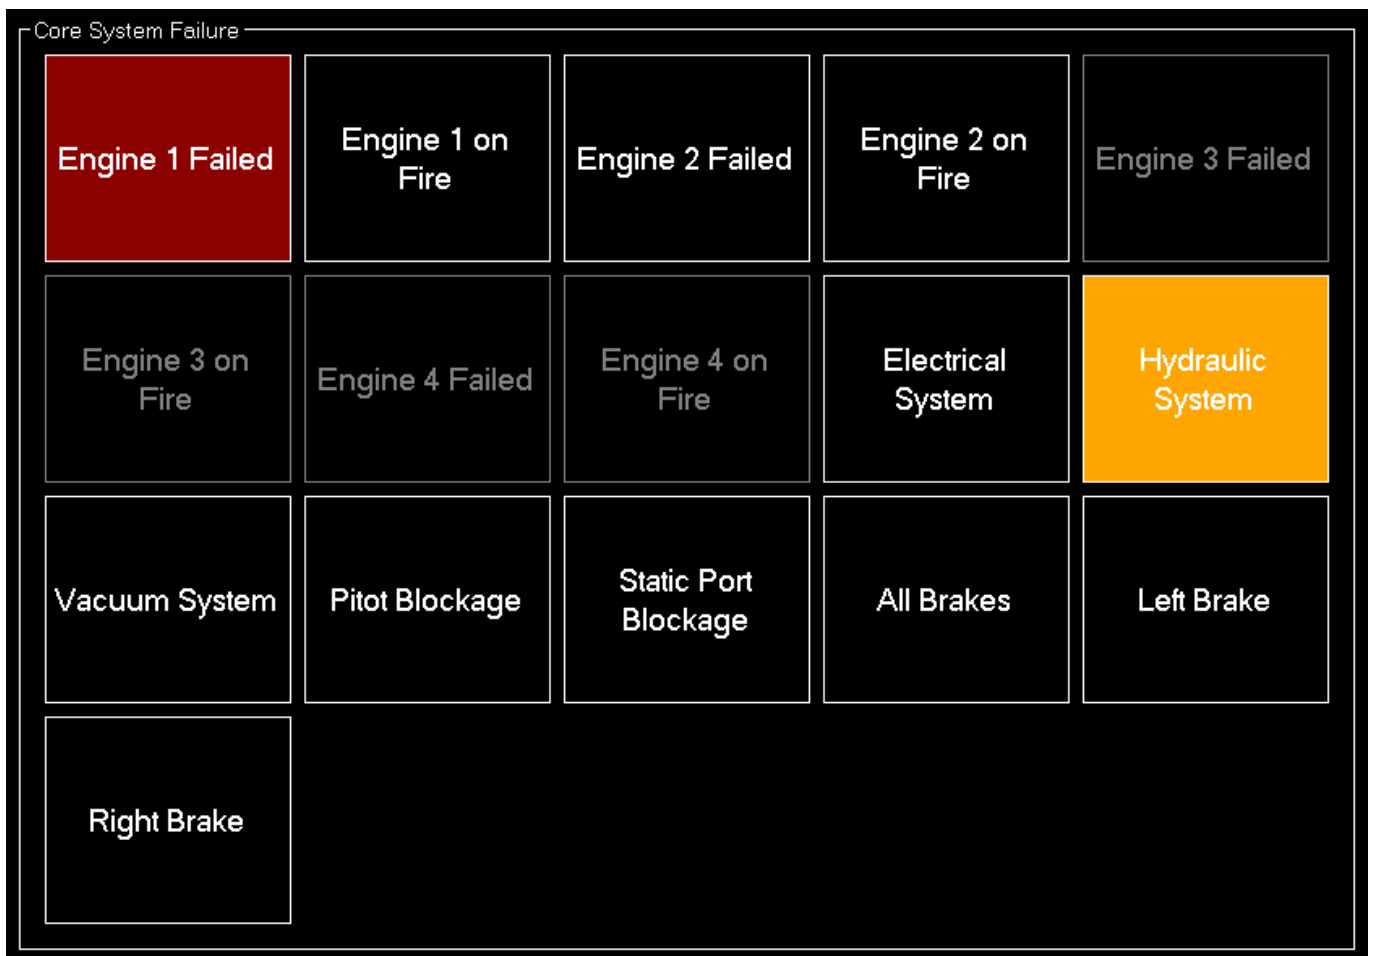 Core System Failure
Engine 1 Failed
Engine 1 on
Fire
Engine 2 Failed
Engine 2 on
Fire
Engine 3 Failed
Engine 3 on
Fire
Engine 4 Failed
Engine 4 on
Fire
Electrical
System
Hydraulic
System
Vacuum System
Pitot Blockage
Static Port
Blockage
All Brakes
Left Brake
Right Brake